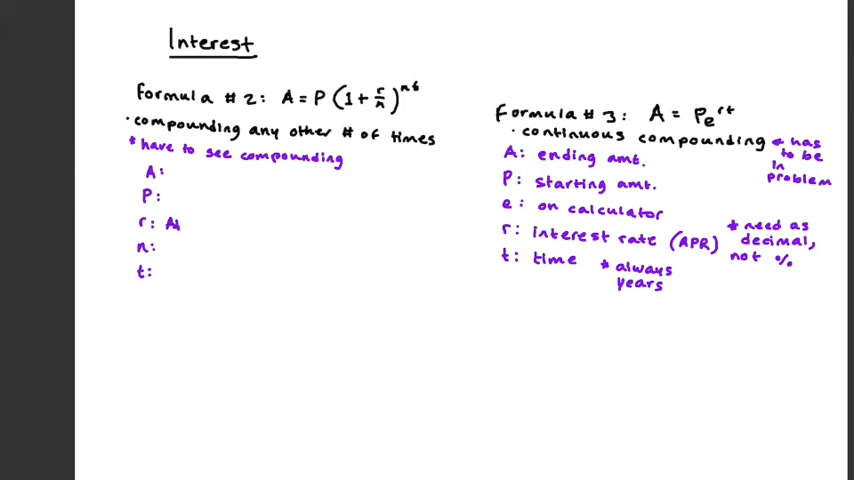 Interest
Formula # 2: A = P (1 + r/n)^nt
• compounding any other # of times
* have to see compounding
A:
P:
r: At
n:
t:
Formula # 3: A = Pe^rt
• continuous compounding ← has to be in problem
A: ending amt.
P: starting amt.
e: on calculator
r: interest rate (APR) * need as decimal, not %
t: time * always years